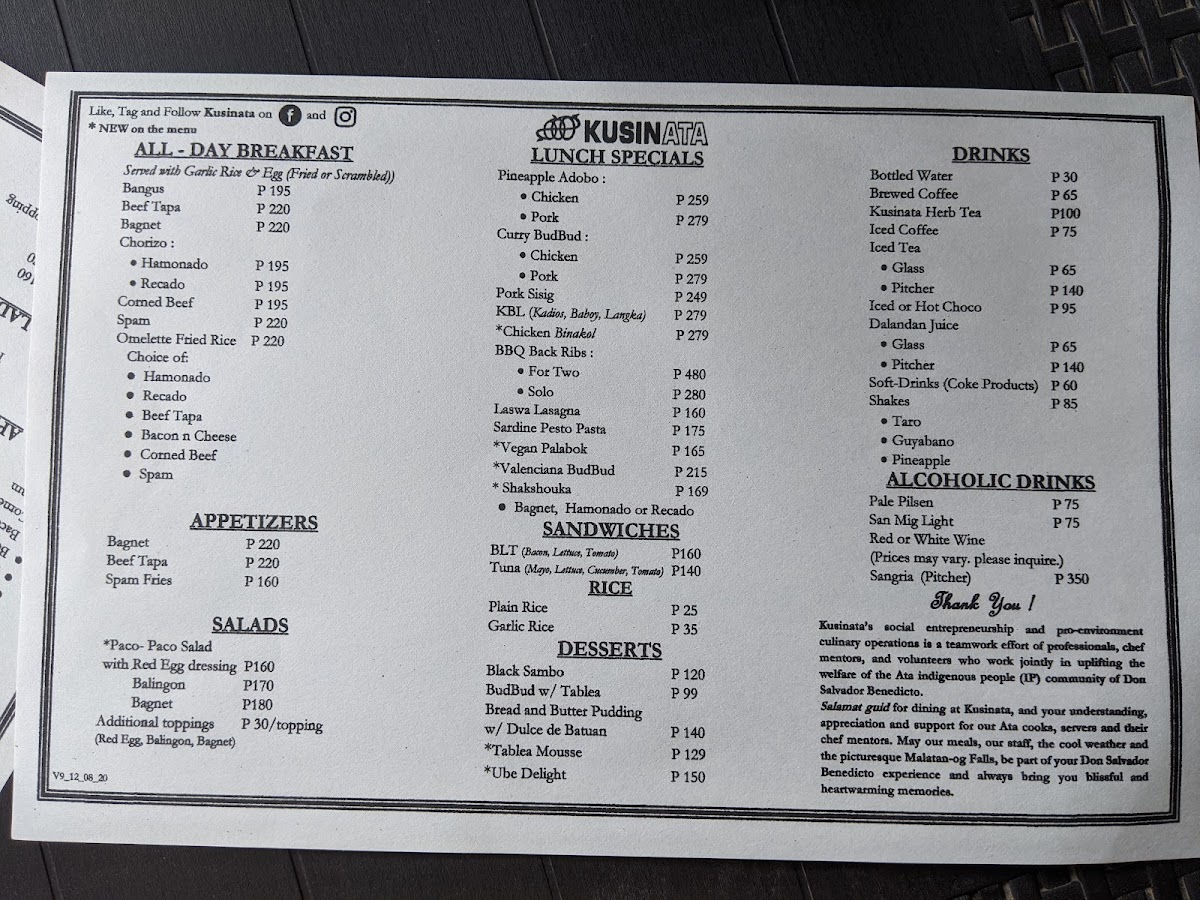 Like, Tag and Follow Kusinata on f and
* NEW on the menu
ALL - DAY BREAKFAST
Served with Garlic Rice & Egg (Fried or Scrambled))
Bangus P 195
Beef Tapa P 220
Bagnet P 220
Chorizo :
• Hamonado P 195
• Recado P 195
Corned Beef P 195
Spam P 220
Omelette Fried Rice P 220
Choice of:
• Hamonado
• Recado
• Beef Tapa
• Bacon n Cheese
• Corned Beef
• Spam
APPETIZERS
Bagnet P 220
Beef Tapa P 220
Spam Fries P 160
SALADS
*Paco- Paco Salad
with Red Egg dressing P160
Balingon P170
Bagnet P180
Additional toppings P 30/topping
(Red Egg, Balingon, Bagnet)
V9_12_08_20
KUSINATA
LUNCH SPECIALS
Pineapple Adobo :
• Chicken P 259
• Pork P 279
Curry BudBud :
• Chicken P 259
• Pork P 279
Pork Sisig P 249
KBL (Kadios, Baboy, Langka) P 279
*Chicken Binakol P 279
BBQ Back Ribs :
• For Two P 480
• Solo P 280
Laswa Lasagna P 160
Sardine Pesto Pasta P 175
*Vegan Palabok P 165
*Valenciana BudBud P 215
* Shakshouka P 169
• Bagnet, Hamonado or Recado
SANDWICHES
BLT (Bacon, Lettuce, Tomato) P160
Tuna (Mayo, Lettuce, Cucumber, Tomato) P140
RICE
Plain Rice P 25
Garlic Rice P 35
DESSERTS
Black Sambo P 120
BudBud w/ Tablea P 99
Bread and Butter Pudding
w/ Dulce de Batuan P 140
*Tablea Mousse P 129
*Ube Delight P 150
DRINKS
Bottled Water P 30
Brewed Coffee P 65
Kusinata Herb Tea P100
Iced Coffee P 75
Iced Tea
• Glass P 65
• Pitcher P 140
Iced or Hot Choco P 95
Dalandan Juice
• Glass P 65
• Pitcher P 140
Soft-Drinks (Coke Products) P 60
Shakes P 85
• Taro
• Guyabano
• Pineapple
ALCOHOLIC DRINKS
Pale Pilsen P 75
San Mig Light P 75
Red or White Wine
(Prices may vary. please inquire.)
Sangria (Pitcher) P 350
Thank You !
Kusinata's social entrepreneurship and pro-environment
culinary operations is a teamwork effort of professionals, chef
mentors, and volunteers who work jointly in uplifting the
welfare of the Ata indigenous people (IP) community of Don
Salvador Benedicto.
Salamat guid for dining at Kusinata, and your understanding,
appreciation and support for our Ata cooks, servers and their
chef mentors. May our meals, our staff, the cool weather and
the picturesque Malatan-og Falls, be part of your Don Salvador
Benedicto experience and always bring you blissful and
heartwarming memories.